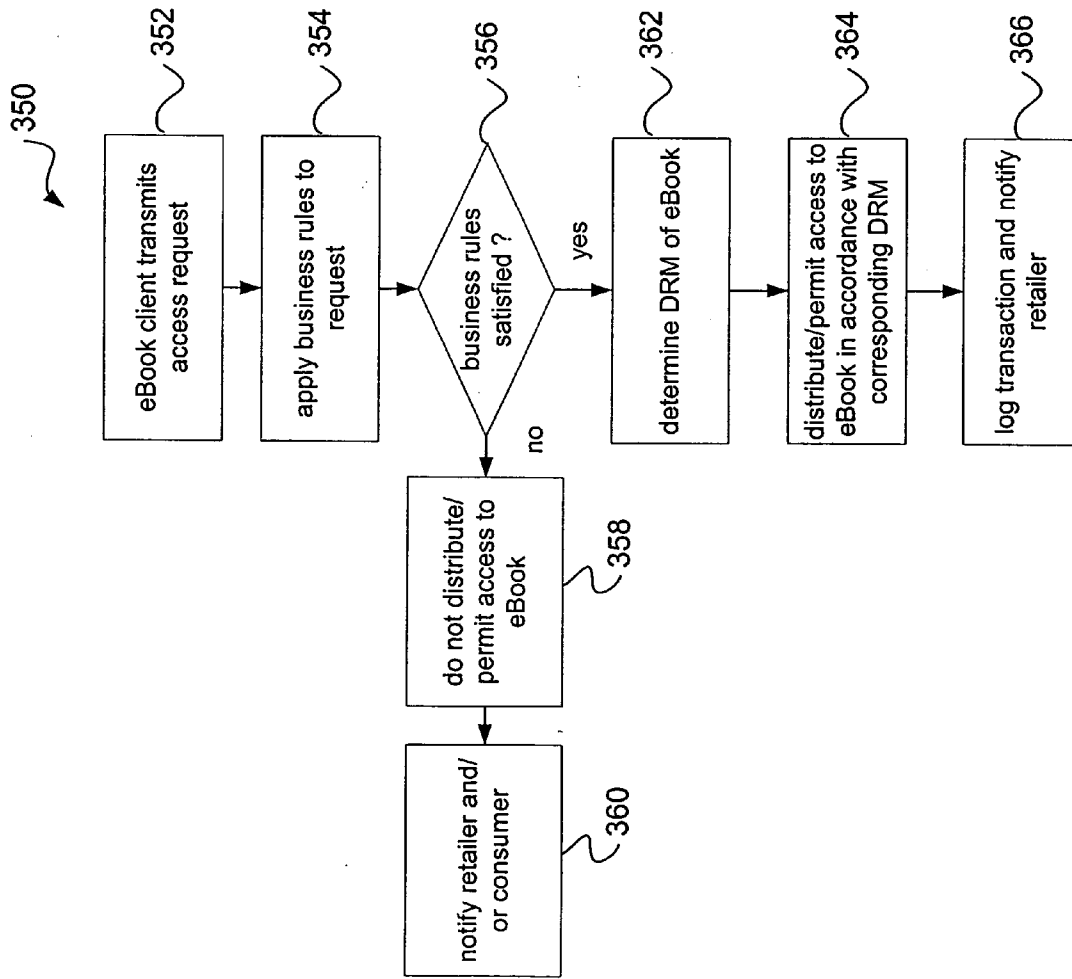 350
eBook client transmits
access request
352
apply business rules to
request
354
business rules
satisfied ?
356
no
yes
do not distribute/
permit access to
eBook
358
notify retailer and/
or consumer
360
determine DRM of eBook
362
distribute/permit access to
eBook in accordance with
corresponding DRM
364
log transaction and notify
retailer
366